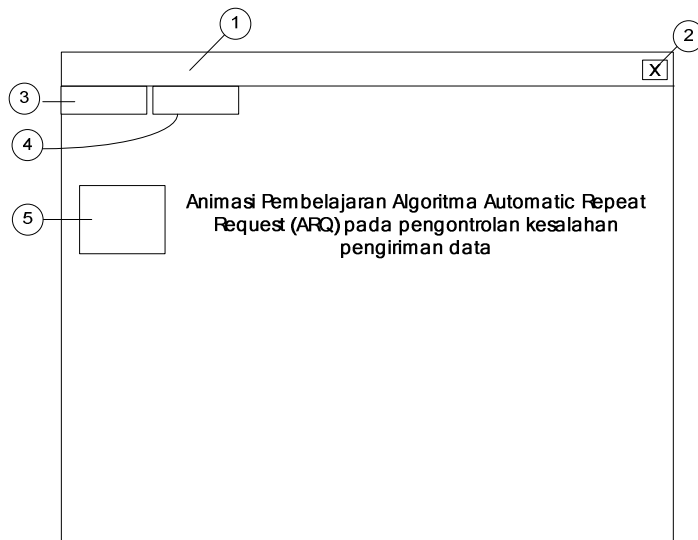 1
2
X
3
4
5
Animasi Pembelajaran Algoritma Automatic Repeat
Request (ARQ) pada pengontrolan kesalahan
pengiriman data